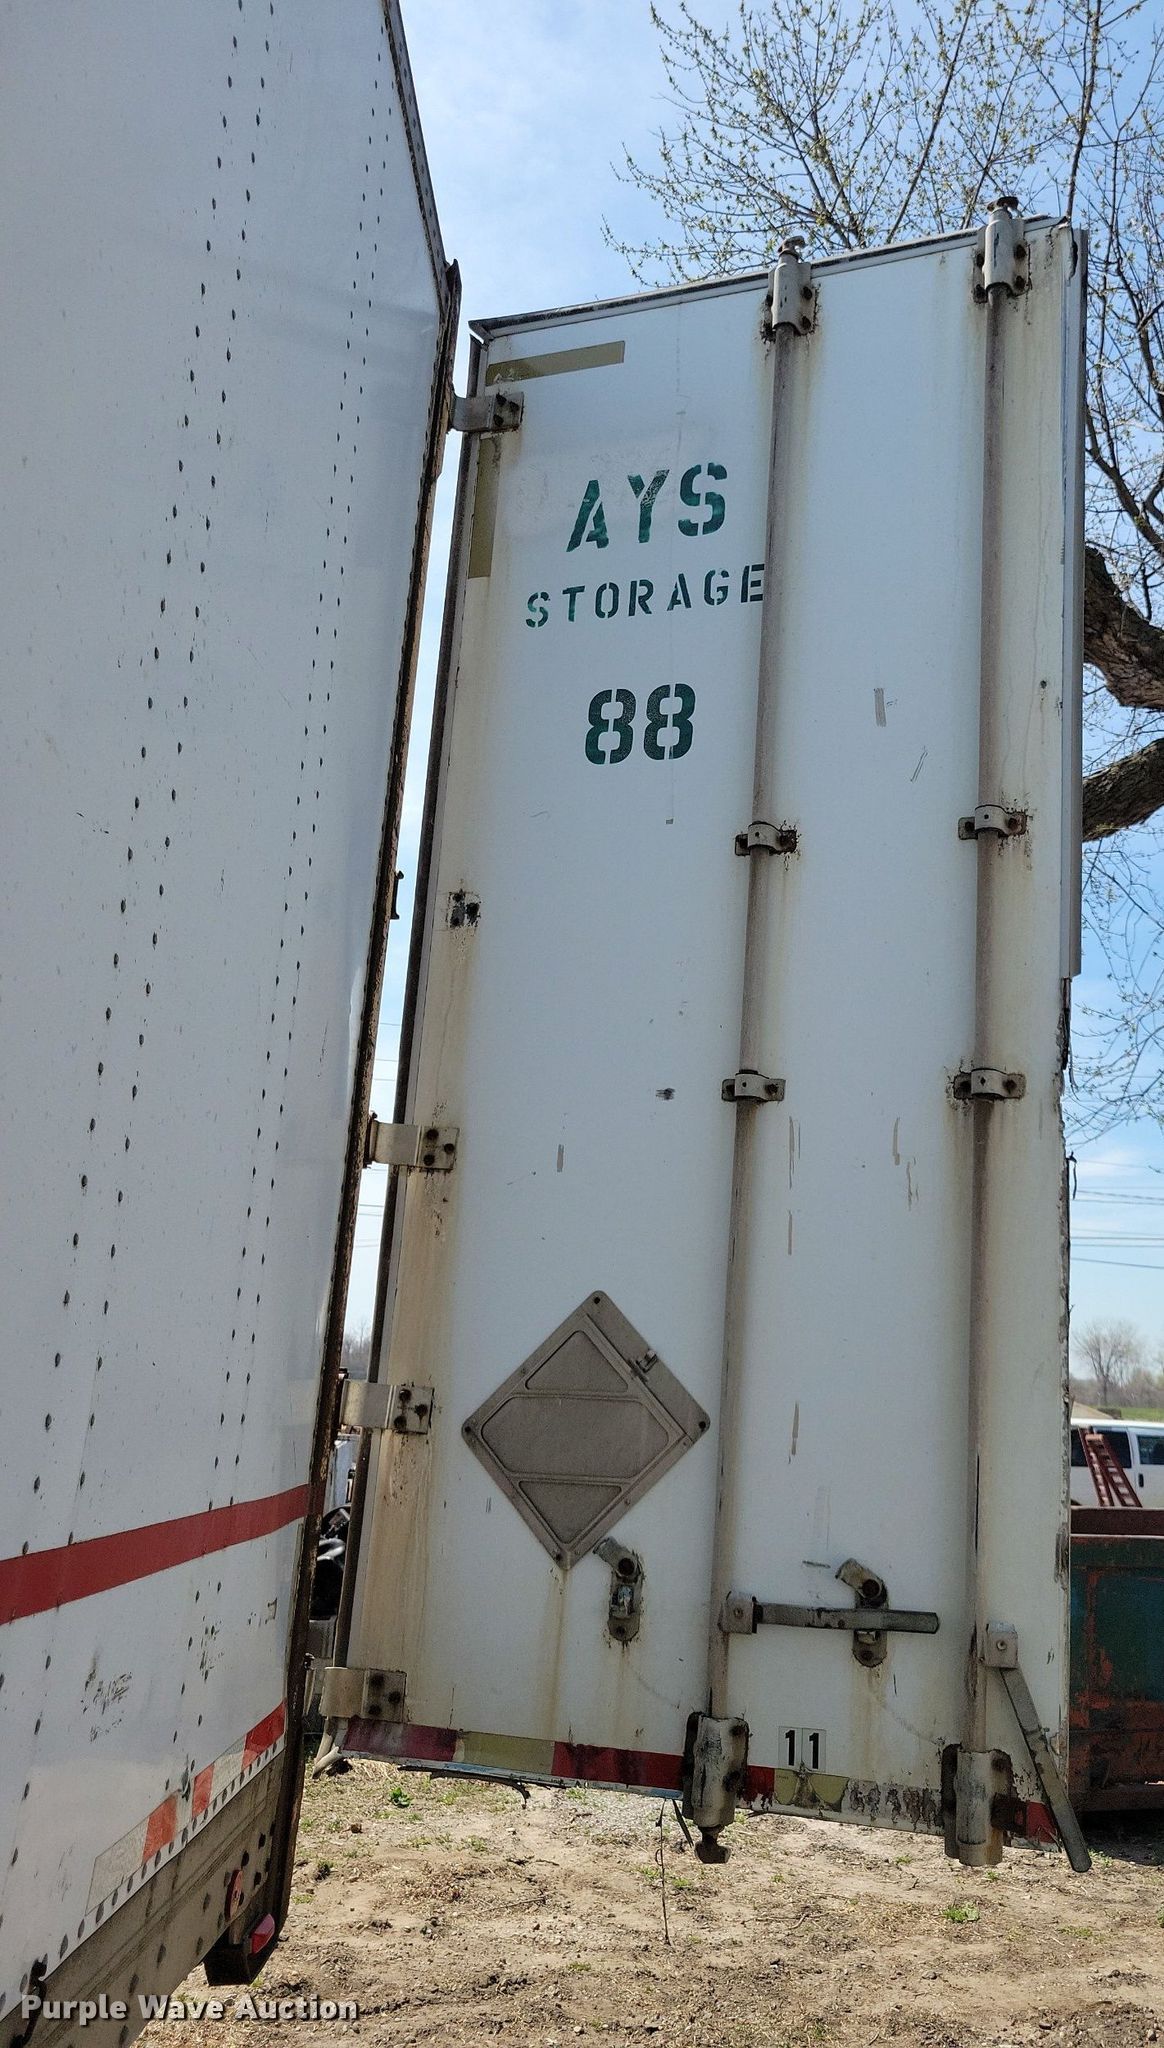 AYS
STORAGE
88
11
Purple Wave Auction